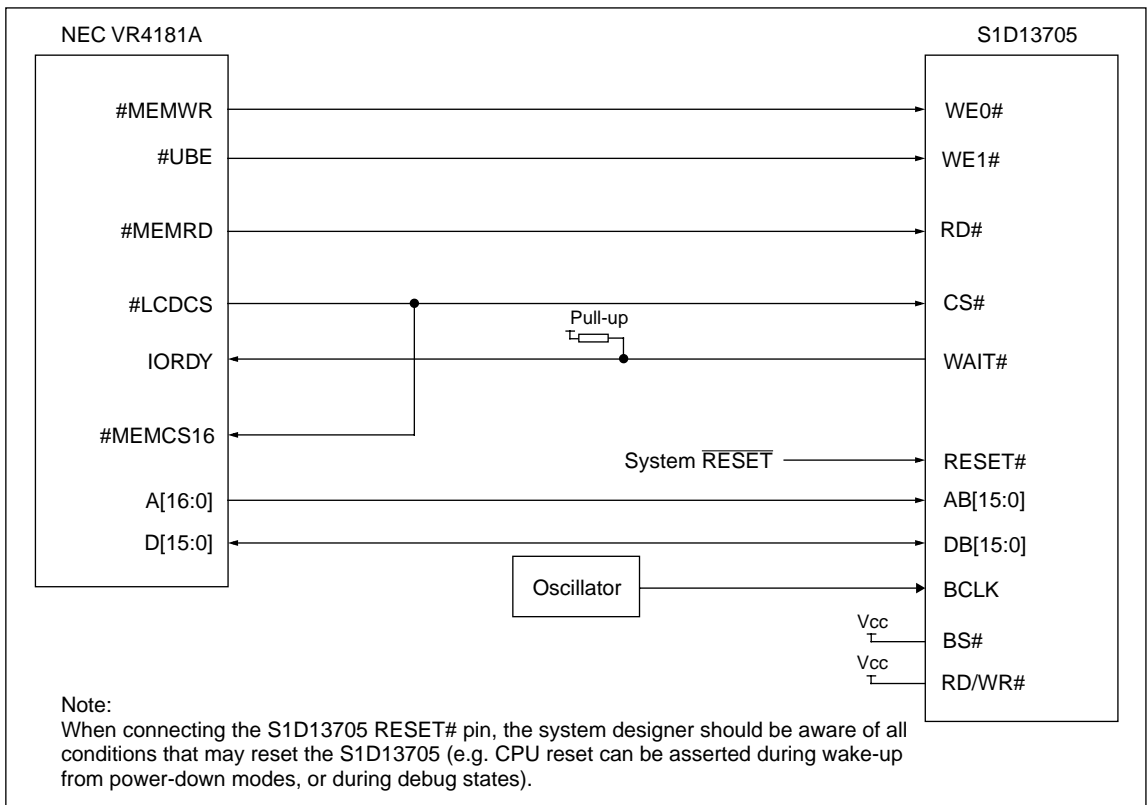 NEC VR4181A
S1D13705
#MEMWR
WE0#
#UBE
WE1#
#MEMRD
RD#
#LCDCS
CS#
Pull-up
IORDY
WAIT#
#MEMCS16
System RESET
RESET#
A[16:0]
AB[15:0]
D[15:0]
DB[15:0]
Oscillator
BCLK
Vcc
BS#
Vcc
RD/WR#
Note:
When connecting the S1D13705 RESET# pin, the system designer should be aware of all
conditions that may reset the S1D13705 (e.g. CPU reset can be asserted during wake-up
from power-down modes, or during debug states).